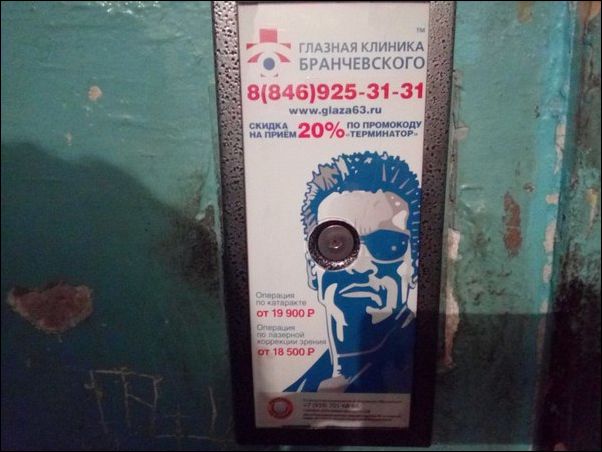 ™
ГЛАЗНАЯ КЛИНИКА
БРАНЧЕВСКОГО
8(846)925-31-31
www.glaza63.ru
СКИДКА НА ПРИЁМ 20% ПО ПРОМОКОДУ «ТЕРМИНАТОР»
Операция
по катаракте
от 19 900 Р
Операция
по лазерной
коррекции зрения
от 18 500 Р